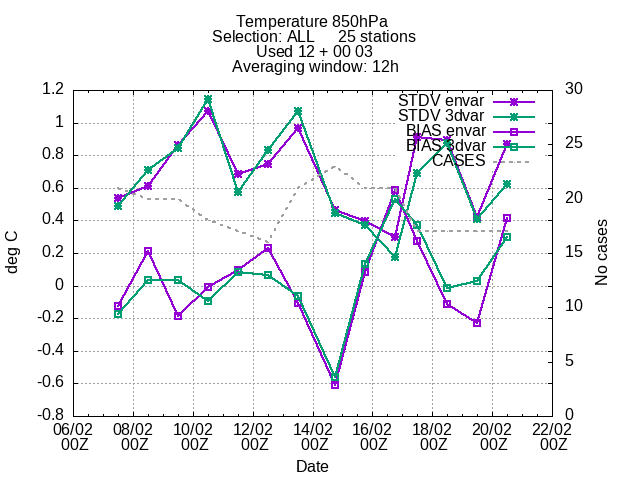 Temperature 850hPa
Selection: ALL 25 stations
Used 12 + 00 03
Averaging window: 12h
STDV envar
STDV 3dvar
BIAS envar
BIAS 3dvar
CASES
1.2
1
0.8
0.6
0.4
0.2
0
-0.2
-0.4
-0.6
-0.8
deg C
30
25
20
15
10
5
0
No cases
06/02 08/02 10/02 12/02 14/02 16/02 18/02 20/02 22/02
00Z 00Z 00Z 00Z 00Z 00Z 00Z 00Z 00Z
Date